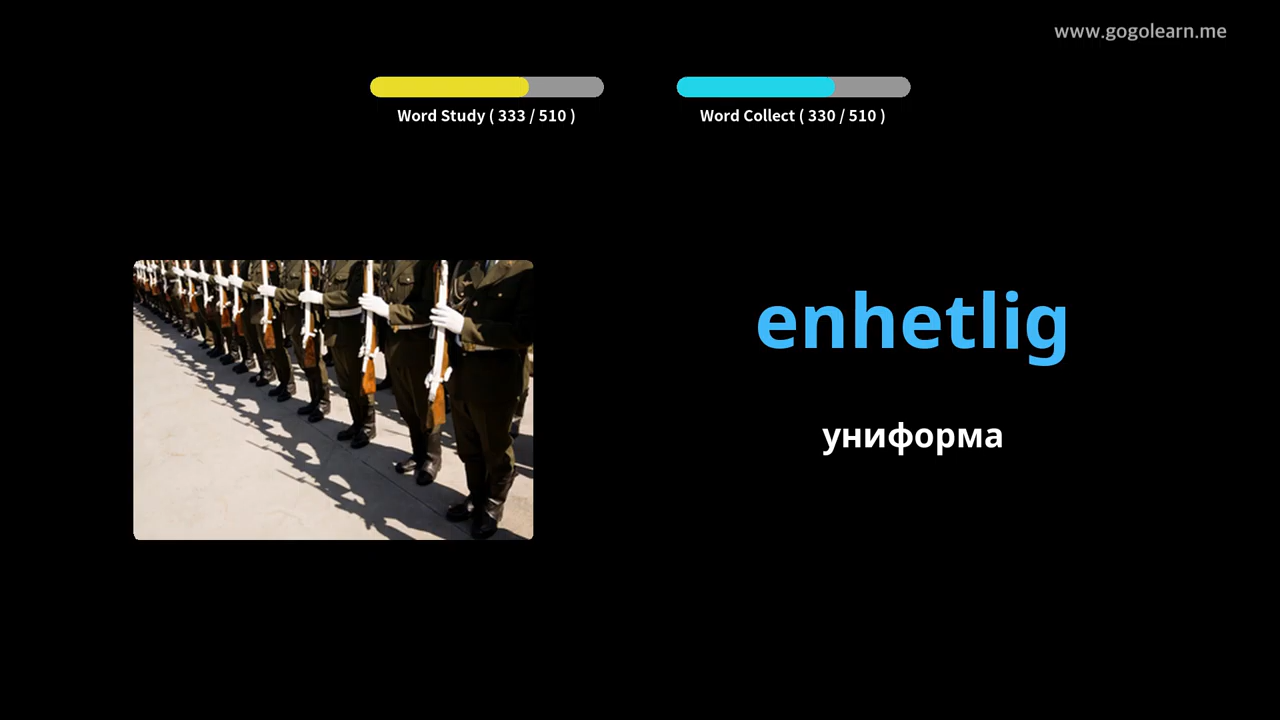 www.gogolearn.me
Word Study ( 333 / 510 )
Word Collect ( 330 / 510 )
enhetlig
униформа